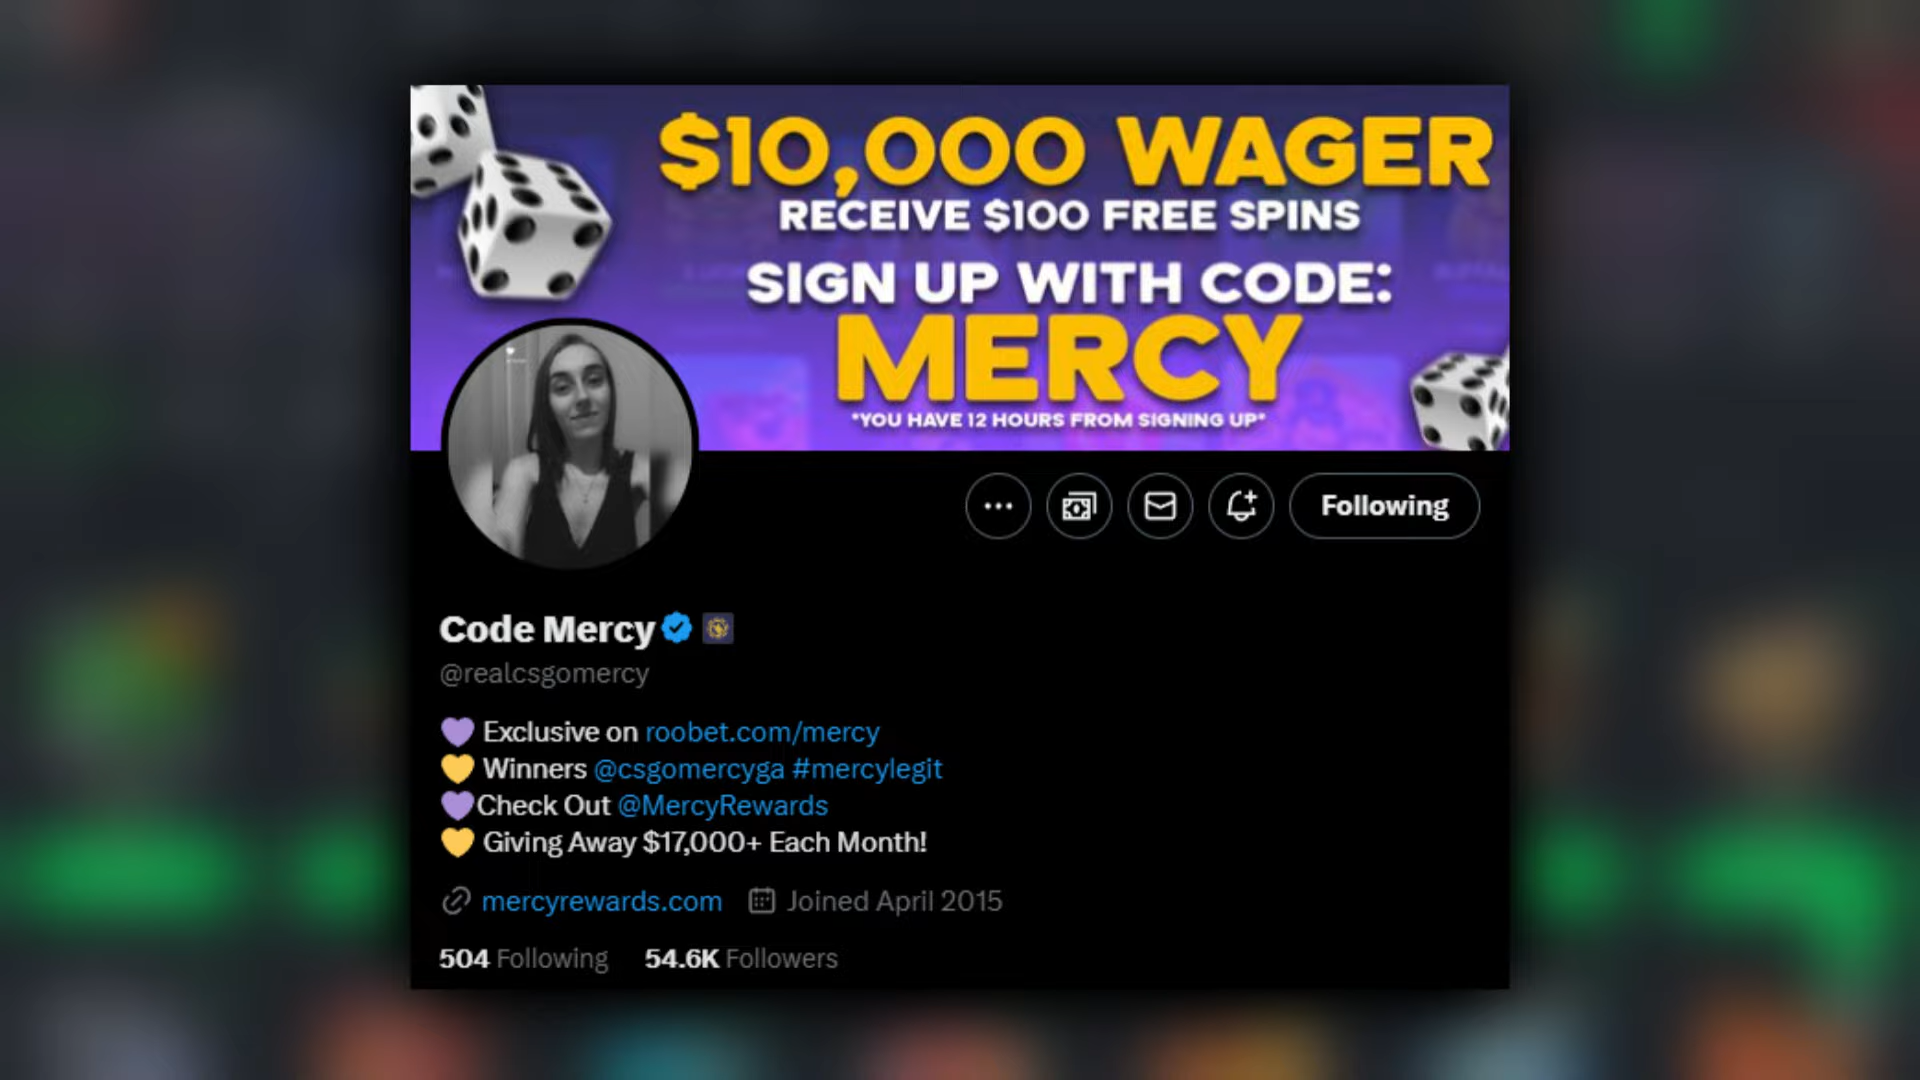 $10,000 WAGER
RECEIVE $100 FREE SPINS
SIGN UP WITH CODE:
MERCY
*YOU HAVE 12 HOURS FROM SIGNING UP*
Following
Code Mercy
@realcsgomercy
💜 Exclusive on roobet.com/mercy
💛 Winners @csgomercyga #mercylegit
💜Check Out @MercyRewards
💛 Giving Away $17,000+ Each Month!
mercyrewards.com Joined April 2015
504 Following 54.6K Followers